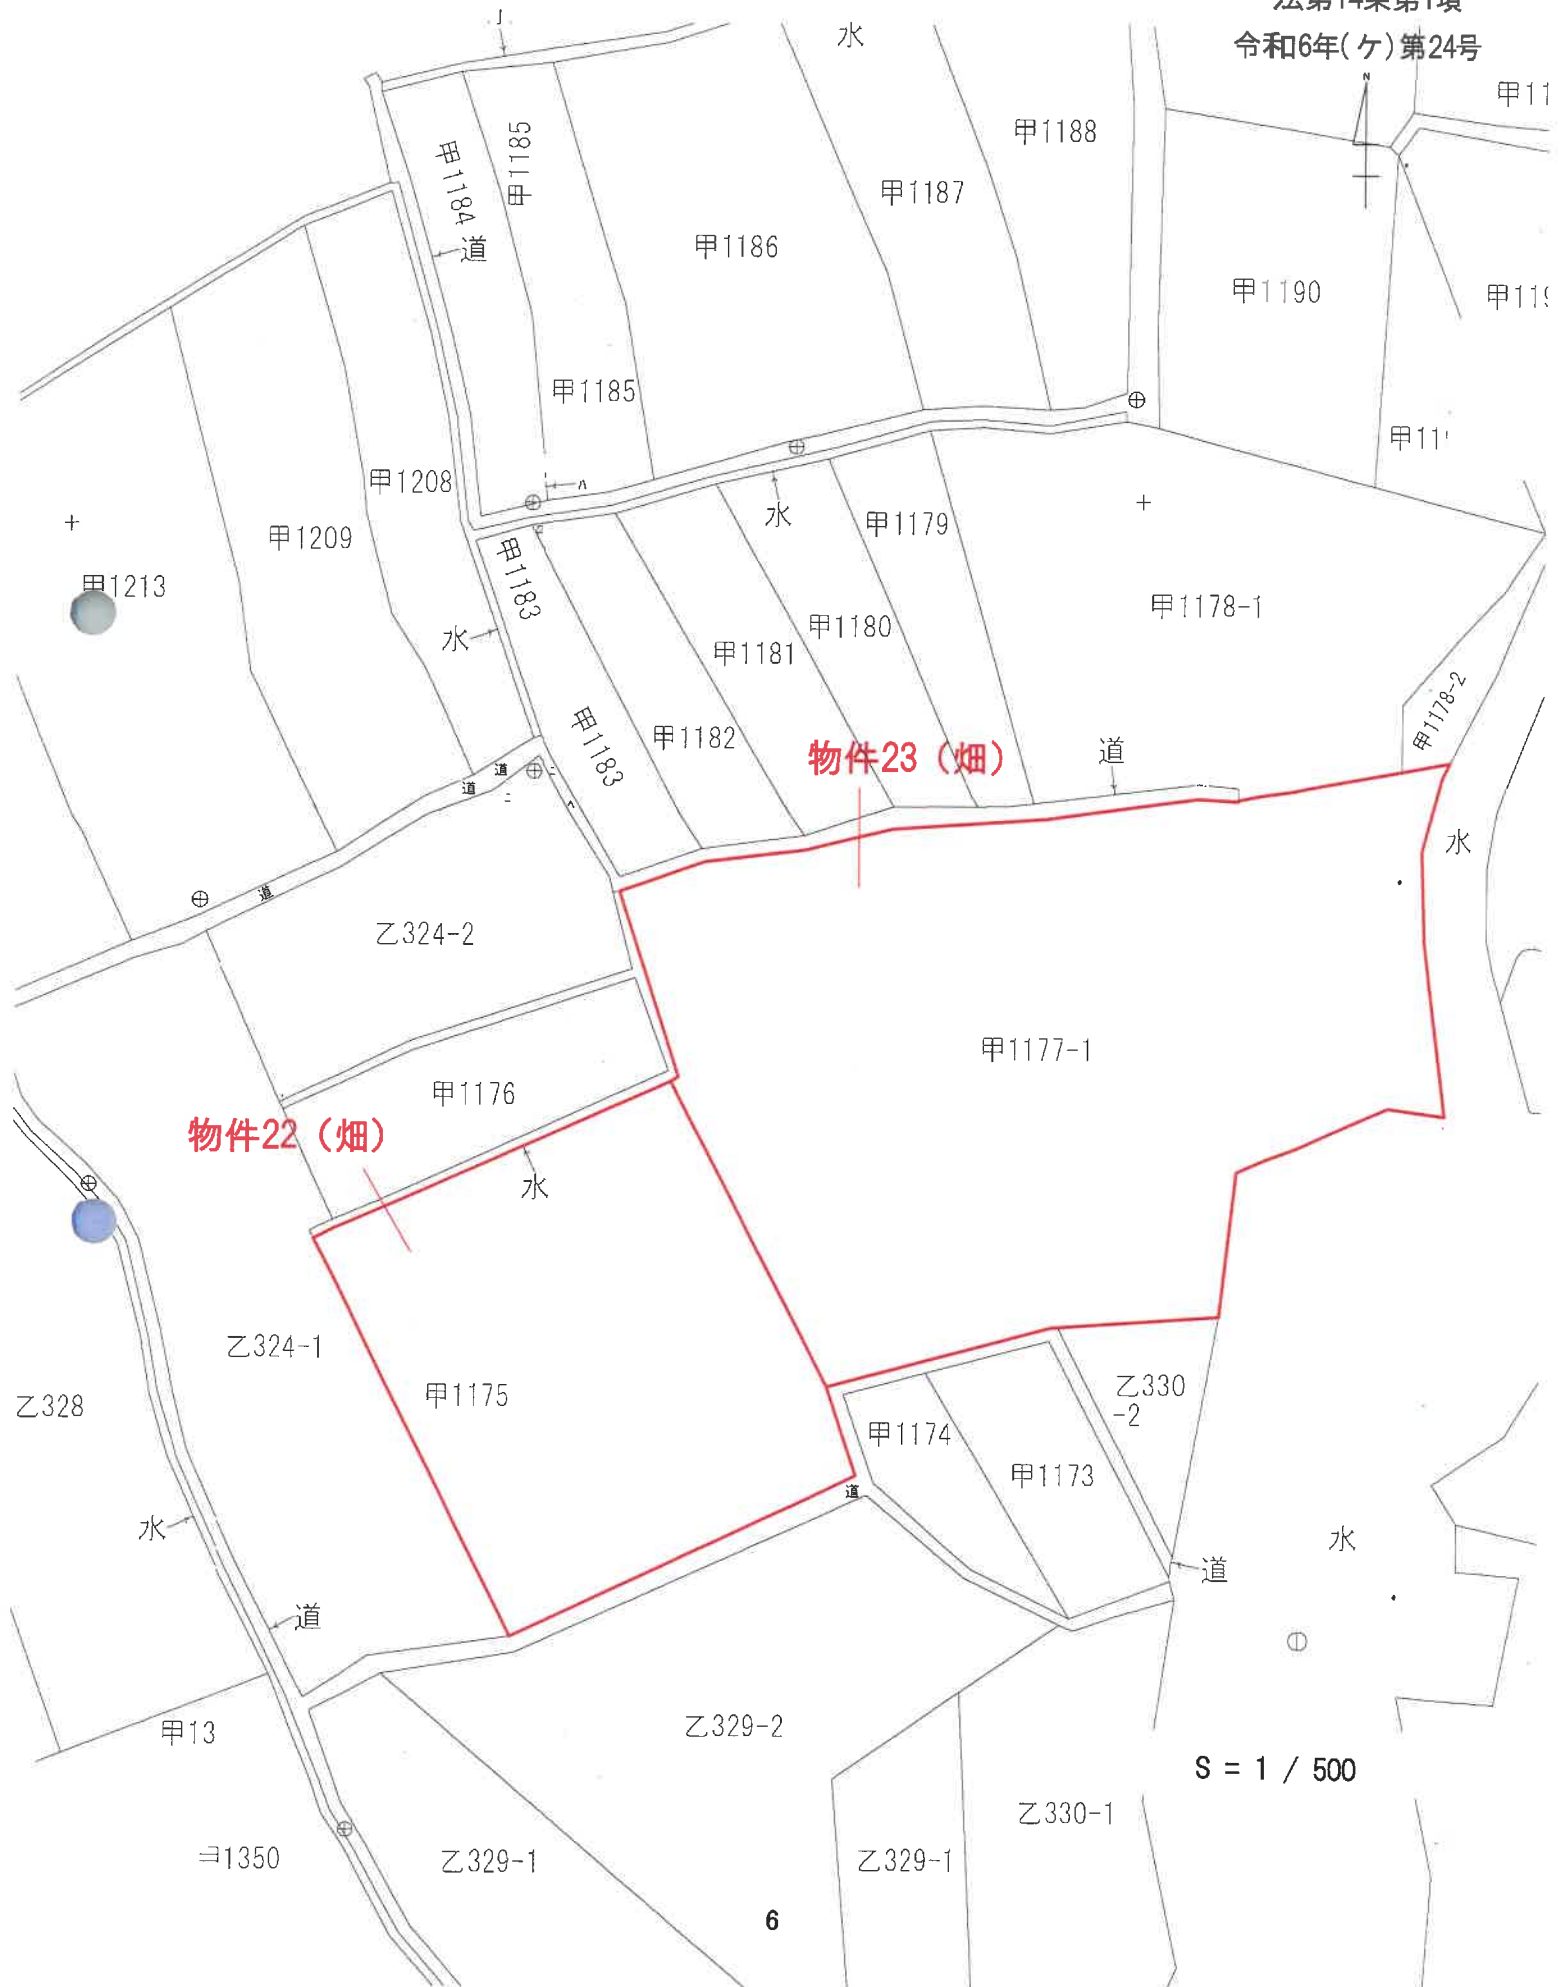 法第14条第1項
令和6年(ケ)第24号
N
水
甲1185
甲1184
甲1188
甲1187
道
甲1186
甲1190
甲1185
甲1208
甲1209
水
甲1179
甲1183
甲1213
甲1178-1
甲1180
水
甲1181
甲1178-2
甲1183
甲1182
物件23(畑)
道
道
道
水
道
乙324-2
甲1177-1
甲1176
物件22(畑)
水
乙324-1
甲1175
乙328
乙330
-2
甲1174
甲1173
道
水
水
道
道
甲13
乙329-2
S = 1 / 500
乙330-1
1350
乙329-1
乙329-1
6